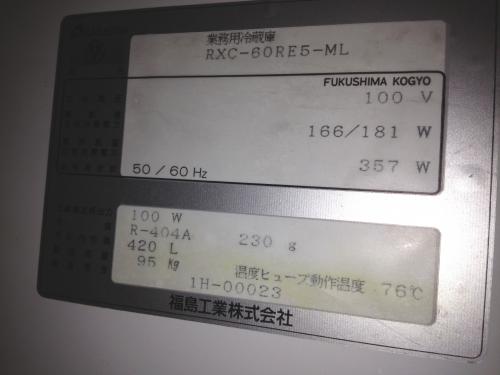 業務用冷蔵庫
RXC-60RE5-ML
FUKUSHIMA KOGYO
100 V
166/181 W
50/60 Hz 357 W
100 W
R-404A 230 g
420 L
95 Kg 温度ヒューズ動作温度 76℃
1H-00023
福島工業株式会社